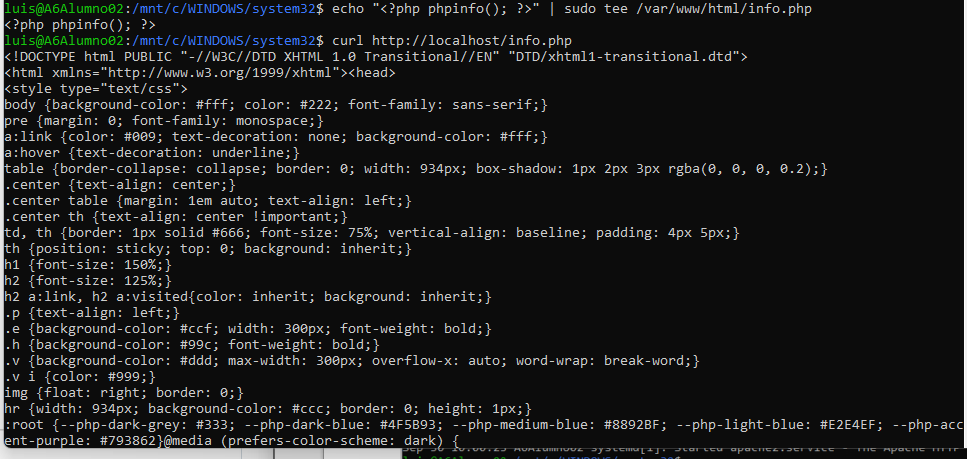 luis@A6Alumno02:/mnt/c/WINDOWS/system32$ echo "<?php phpinfo(); ?>" | sudo tee /var/www/html/info.php
<?php phpinfo(); ?>
luis@A6Alumno02:/mnt/c/WINDOWS/system32$ curl http://localhost/info.php
<!DOCTYPE html PUBLIC "-//W3C//DTD XHTML 1.0 Transitional//EN" "DTD/xhtml1-transitional.dtd">
<html xmlns="http://www.w3.org/1999/xhtml"><head>
<style type="text/css">
body {background-color: #fff; color: #222; font-family: sans-serif;}
pre {margin: 0; font-family: monospace;}
a:link {color: #009; text-decoration: none; background-color: #fff;}
a:hover {text-decoration: underline;}
table {border-collapse: collapse; border: 0; width: 934px; box-shadow: 1px 2px 3px rgba(0, 0, 0, 0.2);}
.center {text-align: center;}
.center table {margin: 1em auto; text-align: left;}
.center th {text-align: center !important;}
td, th {border: 1px solid #666; font-size: 75%; vertical-align: baseline; padding: 4px 5px;}
th {position: sticky; top: 0; background: inherit;}
h1 {font-size: 150%;}
h2 {font-size: 125%;}
h2 a:link, h2 a:visited{color: inherit; background: inherit;}
.p {text-align: left;}
.e {background-color: #ccf; width: 300px; font-weight: bold;}
.h {background-color: #99c; font-weight: bold;}
.v {background-color: #ddd; max-width: 300px; overflow-x: auto; word-wrap: break-word;}
.v i {color: #999;}
img {float: right; border: 0;}
hr {width: 934px; background-color: #ccc; border: 0; height: 1px;}
:root {--php-dark-grey: #333; --php-dark-blue: #4F5B93; --php-medium-blue: #8892BF; --php-light-blue: #E2E4EF; --php-acc
ent-purple: #793862}@media (prefers-color-scheme: dark) {
systemd[1]: Started apache2.service - The Apache HTTP